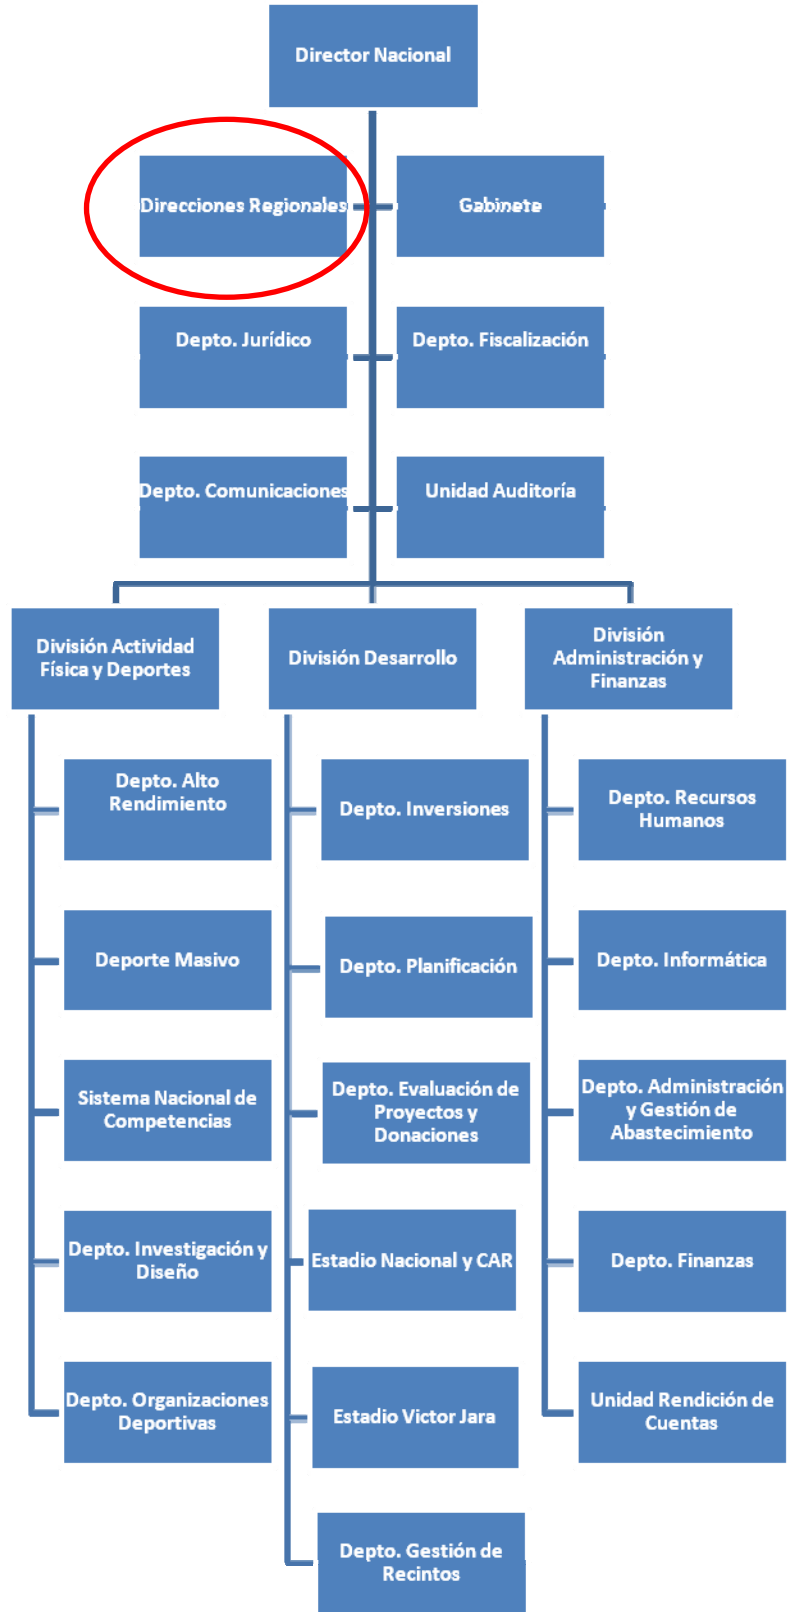 Director Nacional
Direcciones Regionales
Gabinete
Depto. Jurídico
Depto. Fiscalización
Depto. Comunicaciones
Unidad Auditoría
División Actividad
Física y Deportes
División Desarrollo
División
Administración y
Finanzas
Depto. Alto
Rendimiento
Deporte Masivo
Sistema Nacional de
Competencias
Depto. Investigación y
Diseño
Depto. Organizaciones
Deportivas
Depto. Inversiones
Depto. Planificación
Depto. Evaluación de
Proyectos y
Donaciones
Estadio Nacional y CAR
Estadio Victor Jara
Depto. Gestión de
Recintos
Depto. Recursos
Humanos
Depto. Informática
Depto. Administración
y Gestión de
Abastecimiento
Depto. Finanzas
Unidad Rendición de
Cuentas